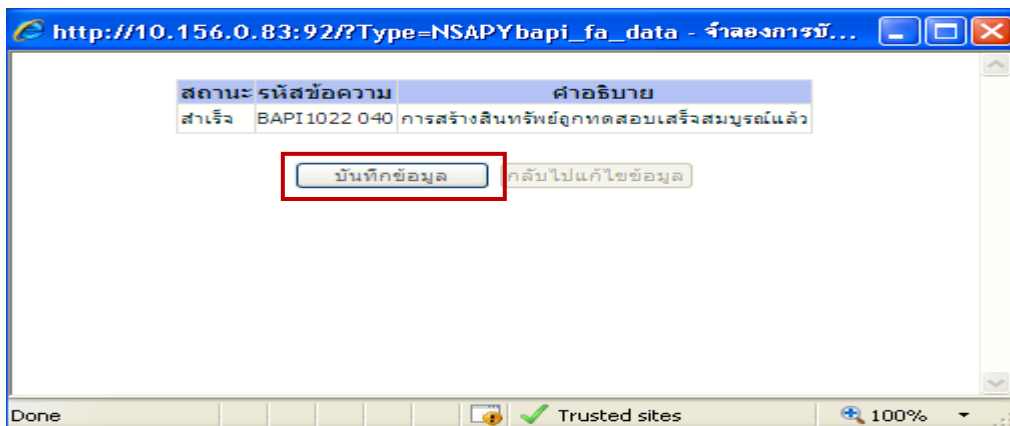 http://10.156.0.83:92/?Type=NSAPYbapi_fa_data - จำลองการบั...
สถานะ รหัสข้อความ คำอธิบาย
สำเร็จ BAPI1022 040 การสร้างสินทรัพย์ถูกทดสอบเสร็จสมบูรณ์แล้ว
บันทึกข้อมูล กลับไปแก้ไขข้อมูล
Done Trusted sites 100%